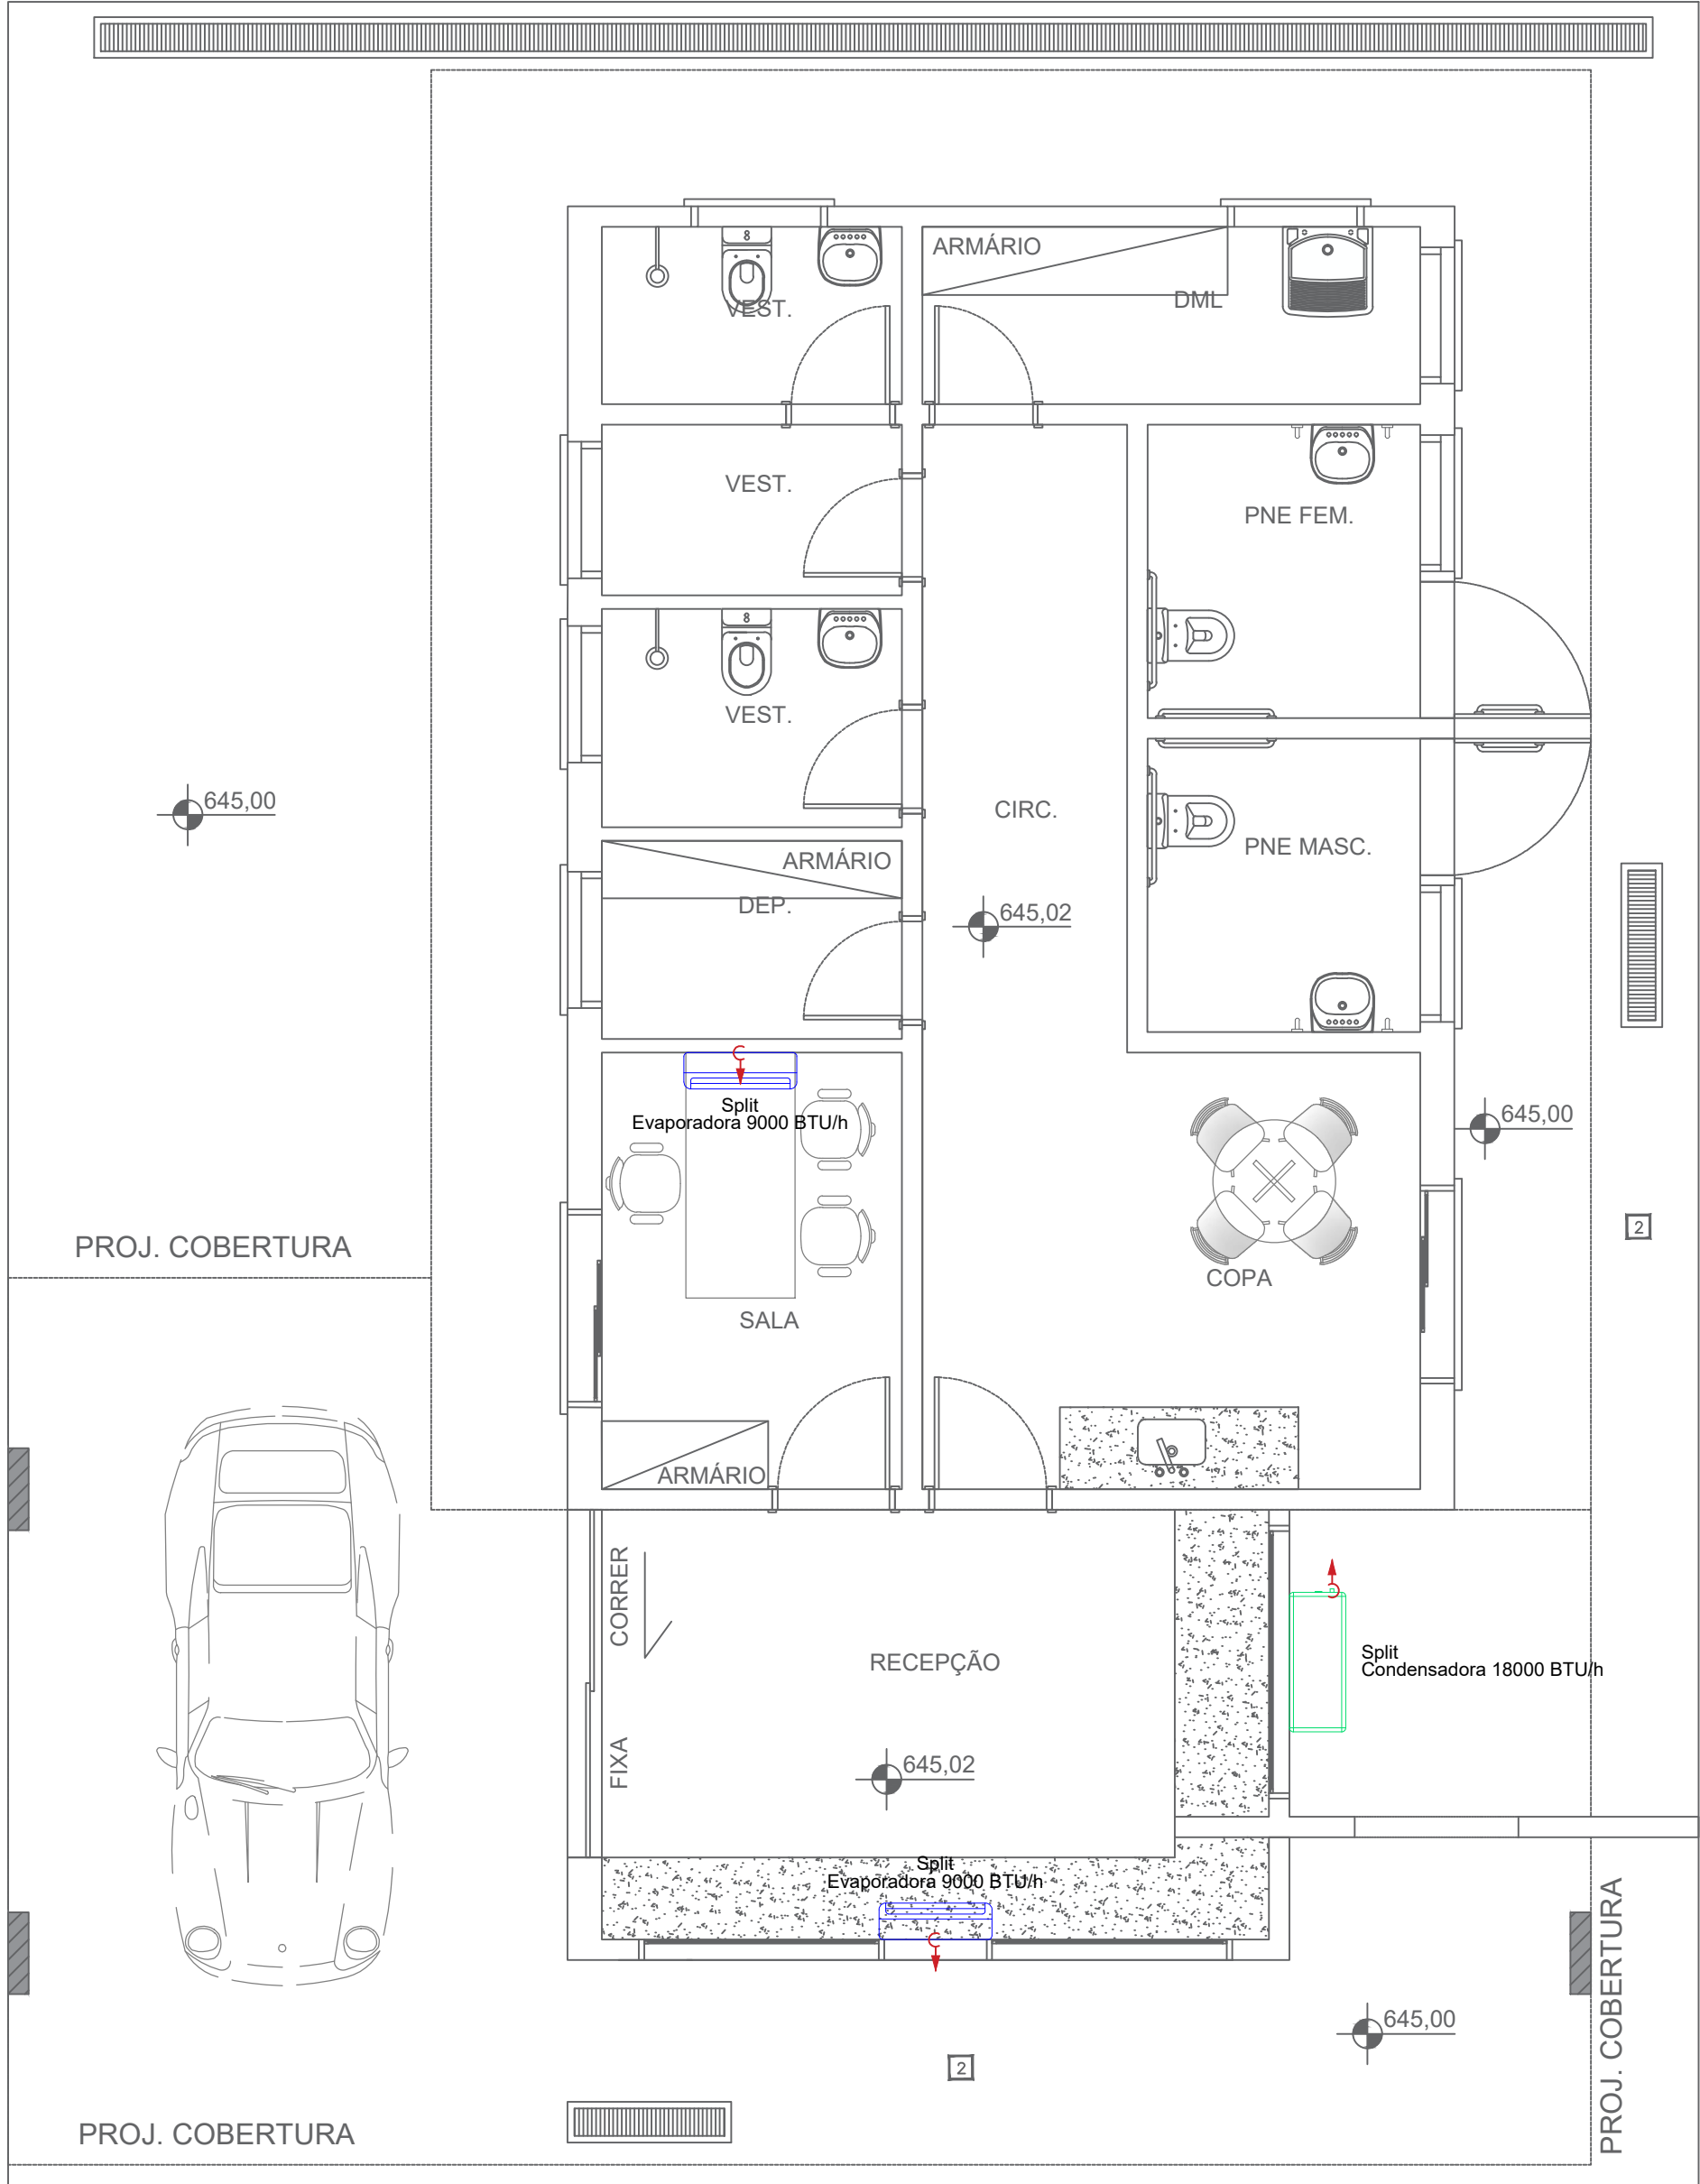 ARMÁRIO
8
DML
VEST.
VEST.
PNE FEM.
8
VEST.
645,00
CIRC.
PNE MASC.
ARMÁRIO
DEP.
645,02
Split
Evaporadora 9000 BTU/h
645,00
2
PROJ. COBERTURA
COPA
SALA
ARMÁRIO
CORRER
Split
Condensadora 18000 BTU/h
RECEPÇÃO
FIXA
645,02
Split
Evaporadora 9000 BTU/h
PROJ. COBERTURA
645,00
2
PROJ. COBERTURA